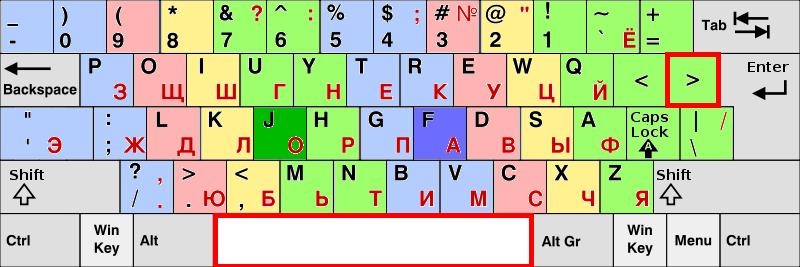 _ - ) 0 ( 9 * 8 & ? 7 ^ : 6 % 5 $ ; 4 # № 3 @ " 2 ! 1 ~ ` Ё + = Tab
Backspace P З O Щ I Ш U Г Y Н T Е R К E У W Ц Q Й < > Enter
" ' Э : ; Ж L Д K Л J О H Р G П F А D В S Ы A Ф Caps Lock A | / \
Shift ? , / . > . Ю < , Б M Ь N Т B И V М C С X Ч Z Я Shift
Ctrl Win Key Alt Alt Gr Win Key Menu Ctrl